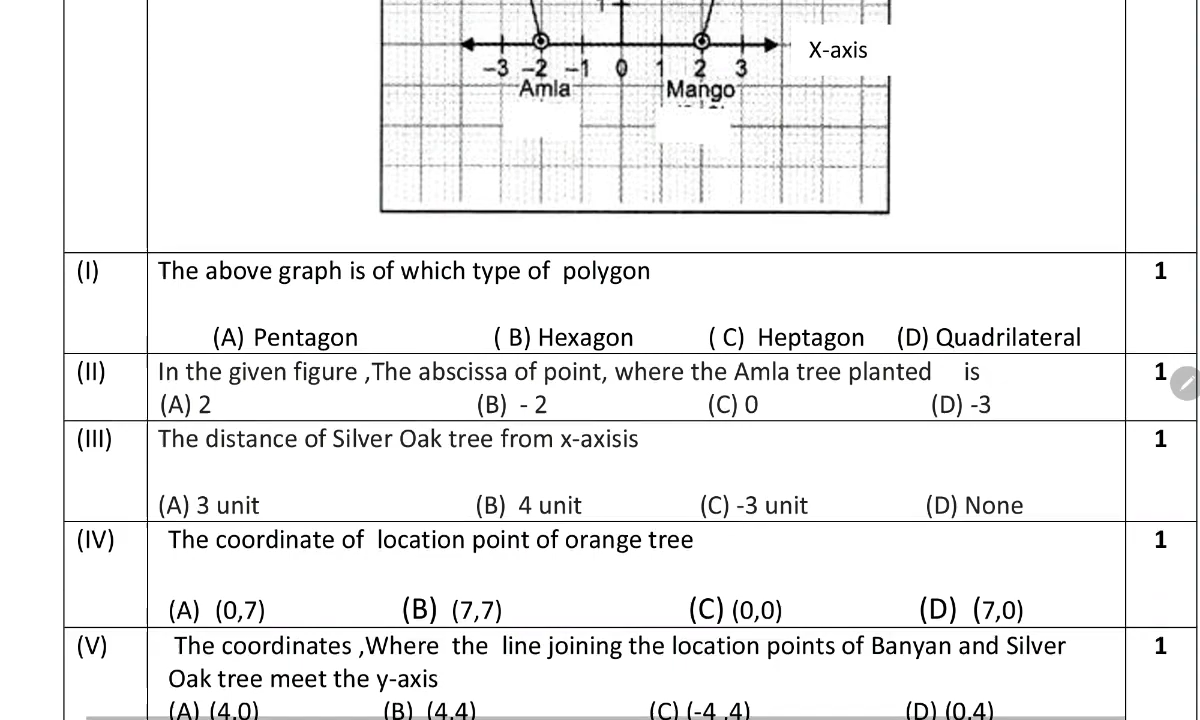 1
X-axis
-3 -2 -1 0 1 2 3
Amla Mango
(I) The above graph is of which type of polygon 1
(A) Pentagon ( B) Hexagon ( C) Heptagon (D) Quadrilateral
(II) In the given figure ,The abscissa of point, where the Amla tree planted is 1
(A) 2 (B) - 2 (C) 0 (D) -3
(III) The distance of Silver Oak tree from x-axisis 1
(A) 3 unit (B) 4 unit (C) -3 unit (D) None
(IV) The coordinate of location point of orange tree 1
(A) (0,7) (B) (7,7) (C) (0,0) (D) (7,0)
(V) The coordinates ,Where the line joining the location points of Banyan and Silver 1
Oak tree meet the y-axis
(A) (4,0) (B) (4,4) (C) (-4 ,4) (D) (0,4)